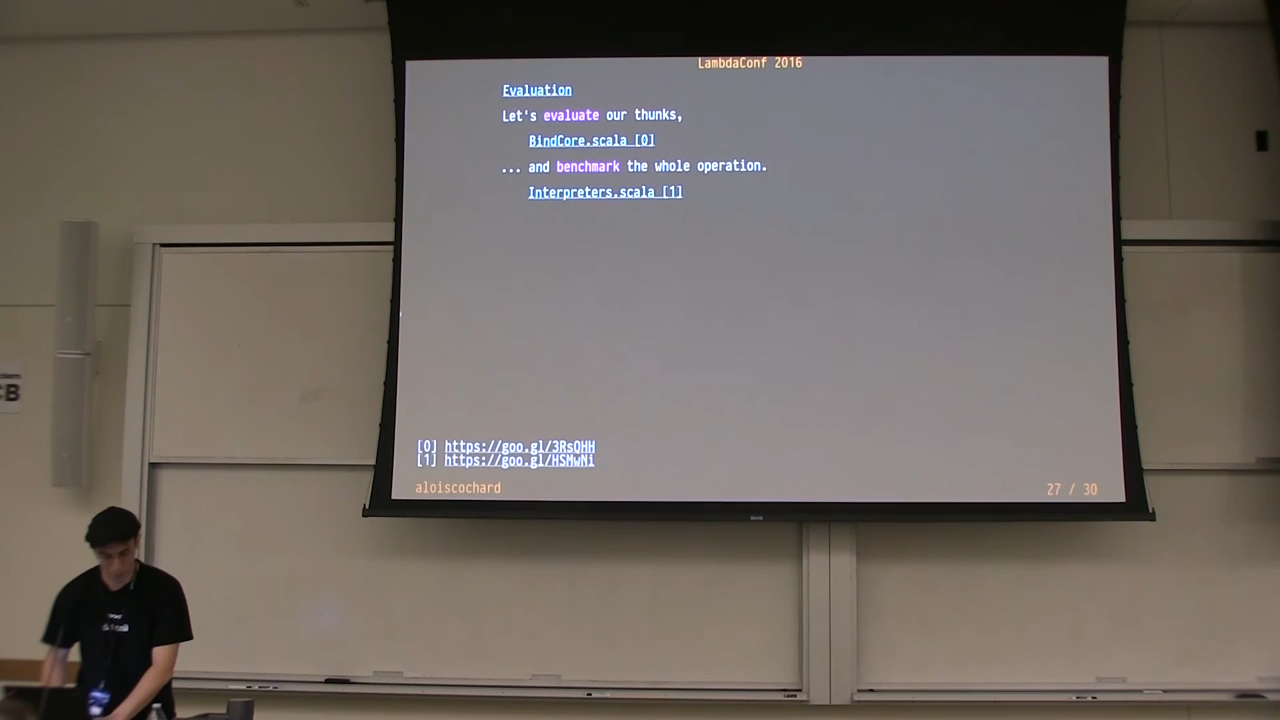 LambdaConf 2016
Evaluation
Let's evaluate our thunks,
BindCore.scala [0]
... and benchmark the whole operation.
Interpreters.scala [1]
[0] https://goo.gl/3RsQHH
[1] https://goo.gl/HSMwNi
aloiscochard
27 / 30
CB